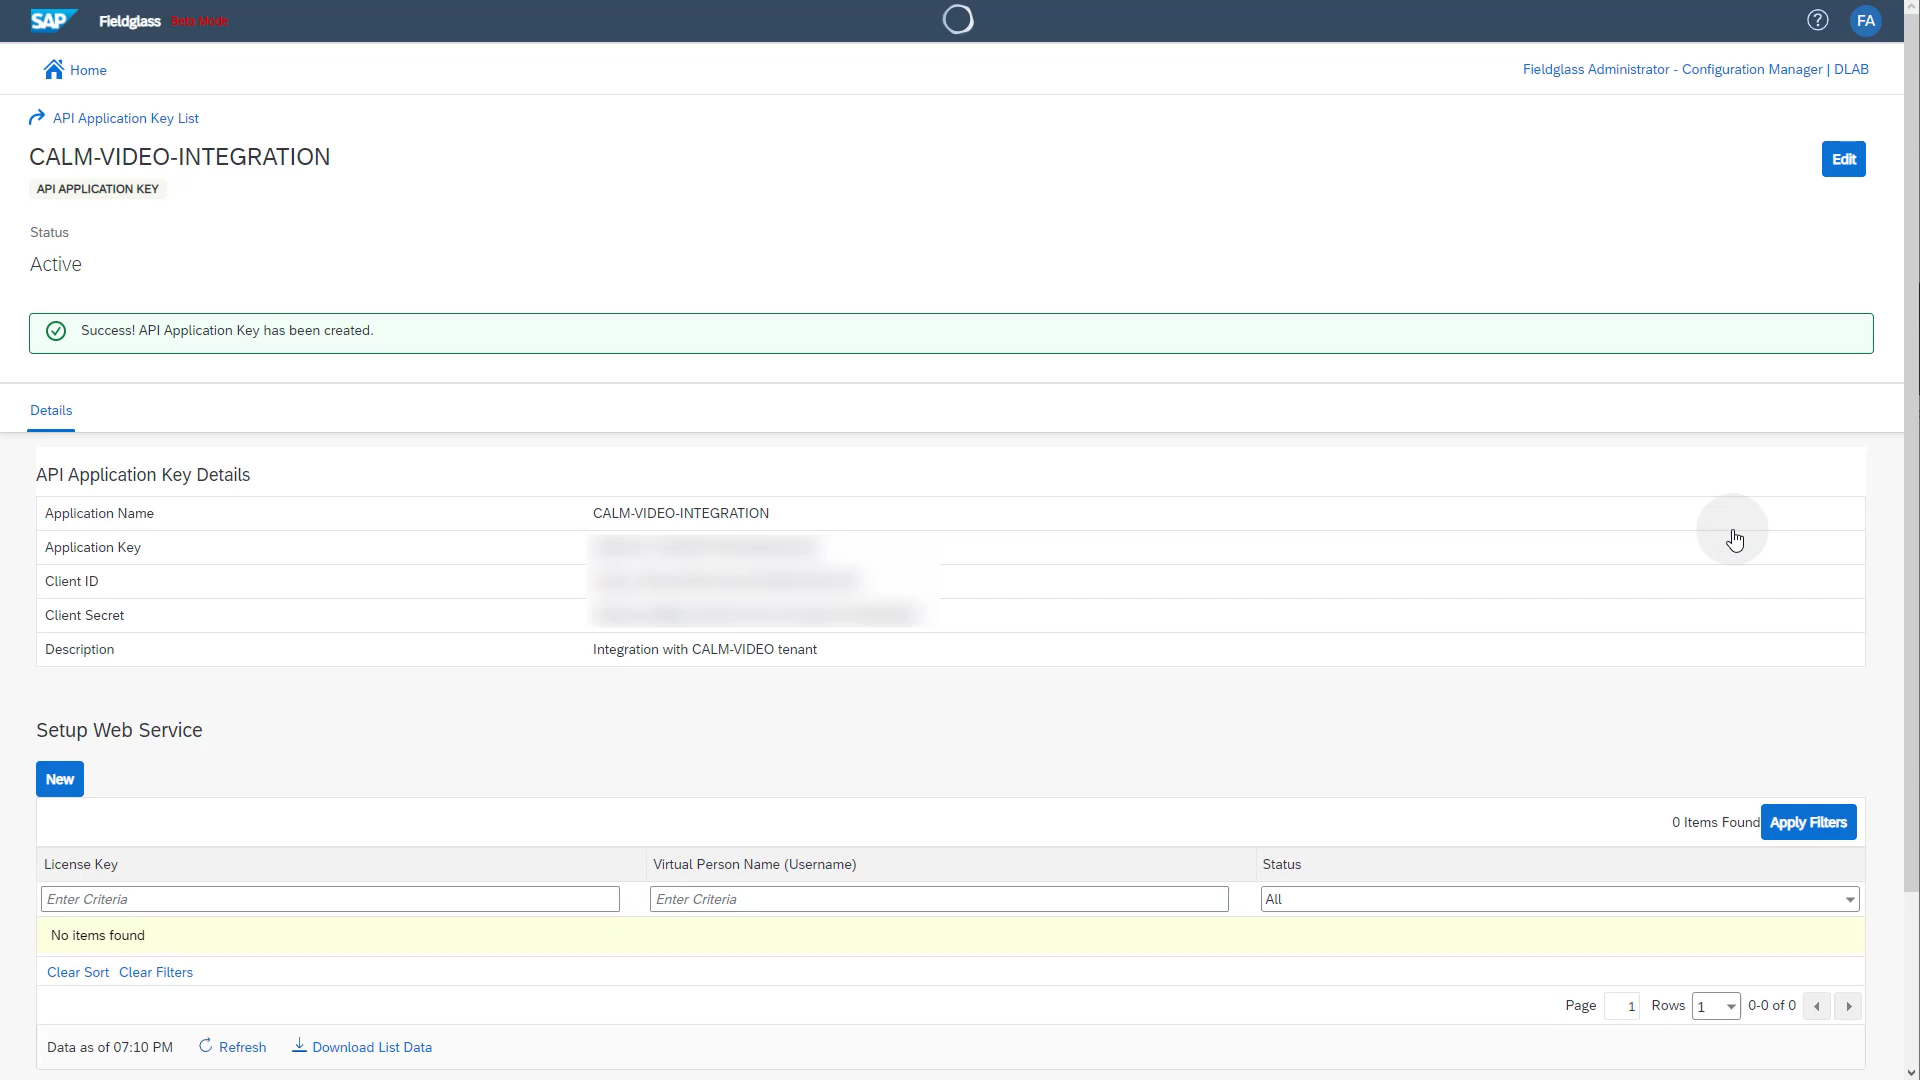 SAP Fieldglass Beta Mode ? FA
Home Fieldglass Administrator - Configuration Manager | DLAB
API Application Key List
CALM-VIDEO-INTEGRATION
Edit
API APPLICATION KEY
Status
Active
Success! API Application Key has been created.
Details
API Application Key Details
Application Name CALM-VIDEO-INTEGRATION
Application Key
Client ID
Client Secret
Description Integration with CALM-VIDEO tenant
Setup Web Service
New
0 Items Found Apply Filters
License Key Virtual Person Name (Username) Status
Enter Criteria Enter Criteria All
No items found
Clear Sort Clear Filters
Page 1 Rows 1 0-0 of 0
Data as of 07:10 PM Refresh Download List Data